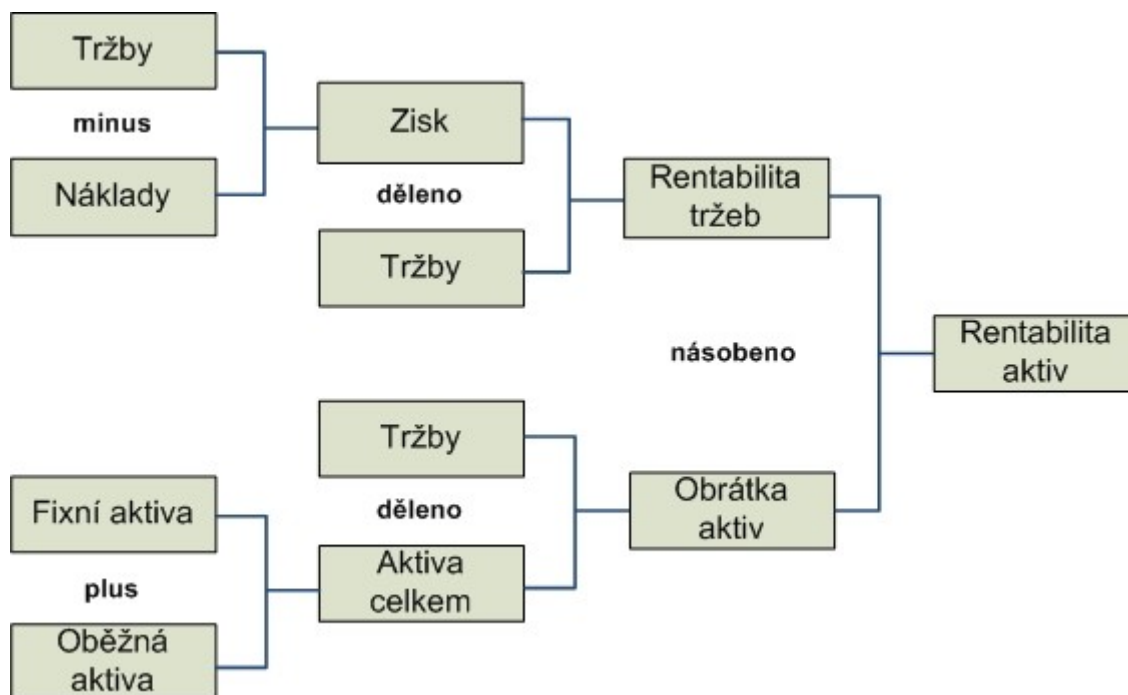 Tržby
minus
Náklady
Zisk
děleno
Tržby
Rentabilita
tržeb
násobeno
Rentabilita
aktiv
Tržby
děleno
Aktiva
celkem
Obrátka
aktiv
Fixní aktiva
plus
Oběžná
aktiva